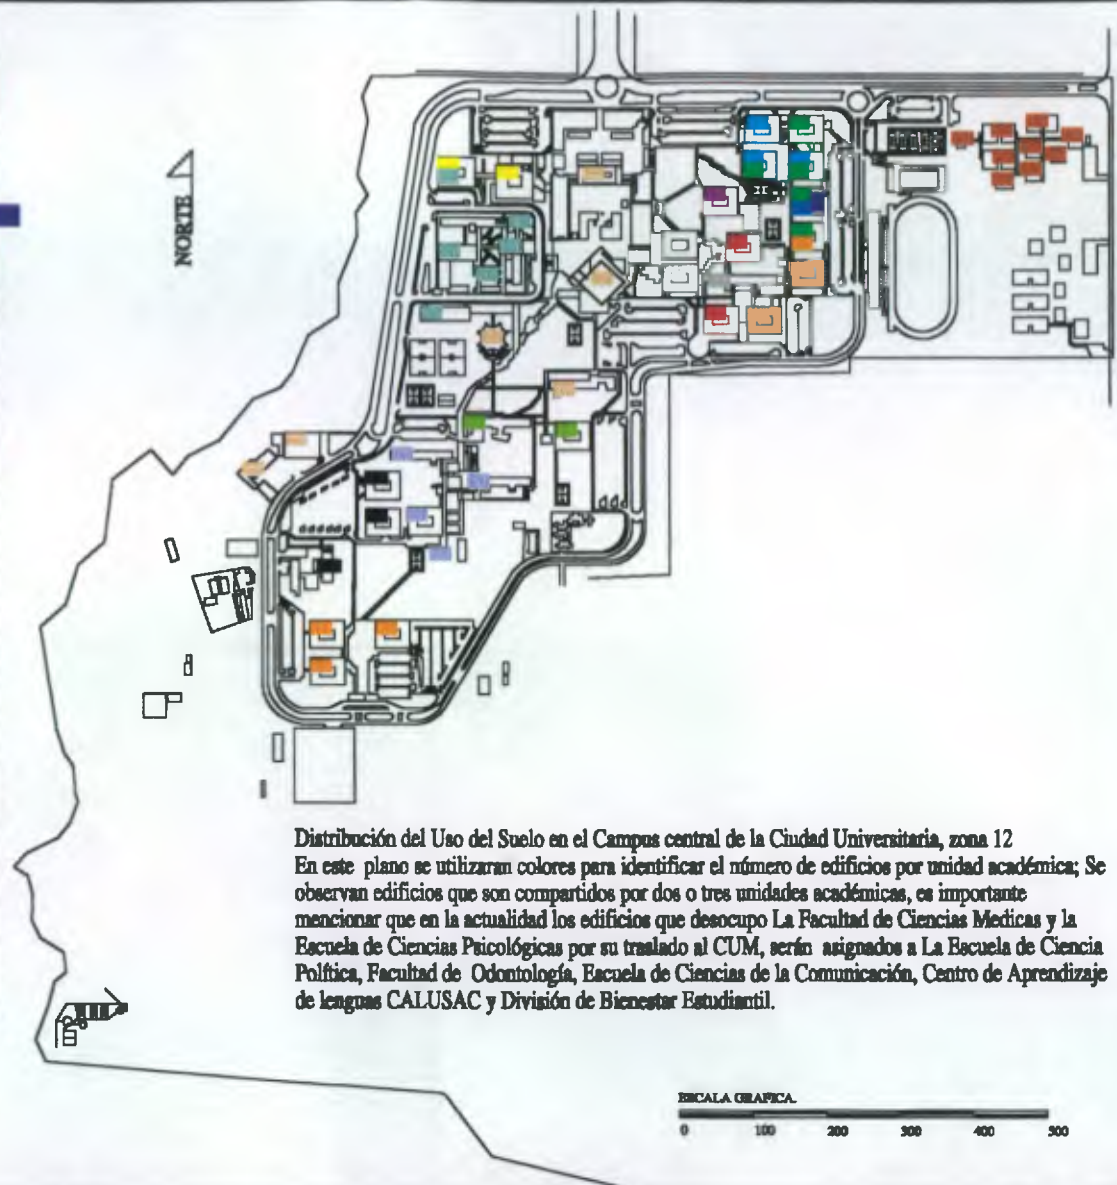 NORTE
Distribución del Uso del Suelo en el Campus central de la Ciudad Universitaria, zona 12
En este plano se utilizaran colores para identificar el número de edificios por unidad académica; Se
observan edificios que son compartidos por dos o tres unidades académicas, es importante
mencionar que en la actualidad los edificios que desocupo La Facultad de Ciencias Medicas y la
Escuela de Ciencias Psicológicas por su traslado al CUM, serán asignados a La Escuela de Ciencia
Política, Facultad de Odontología, Escuela de Ciencias de la Comunicación, Centro de Aprendizaje
de lenguas CALUSAC y División de Bienestar Estudiantil.
ESCALA GRAFICA.
0 100 200 300 400 500